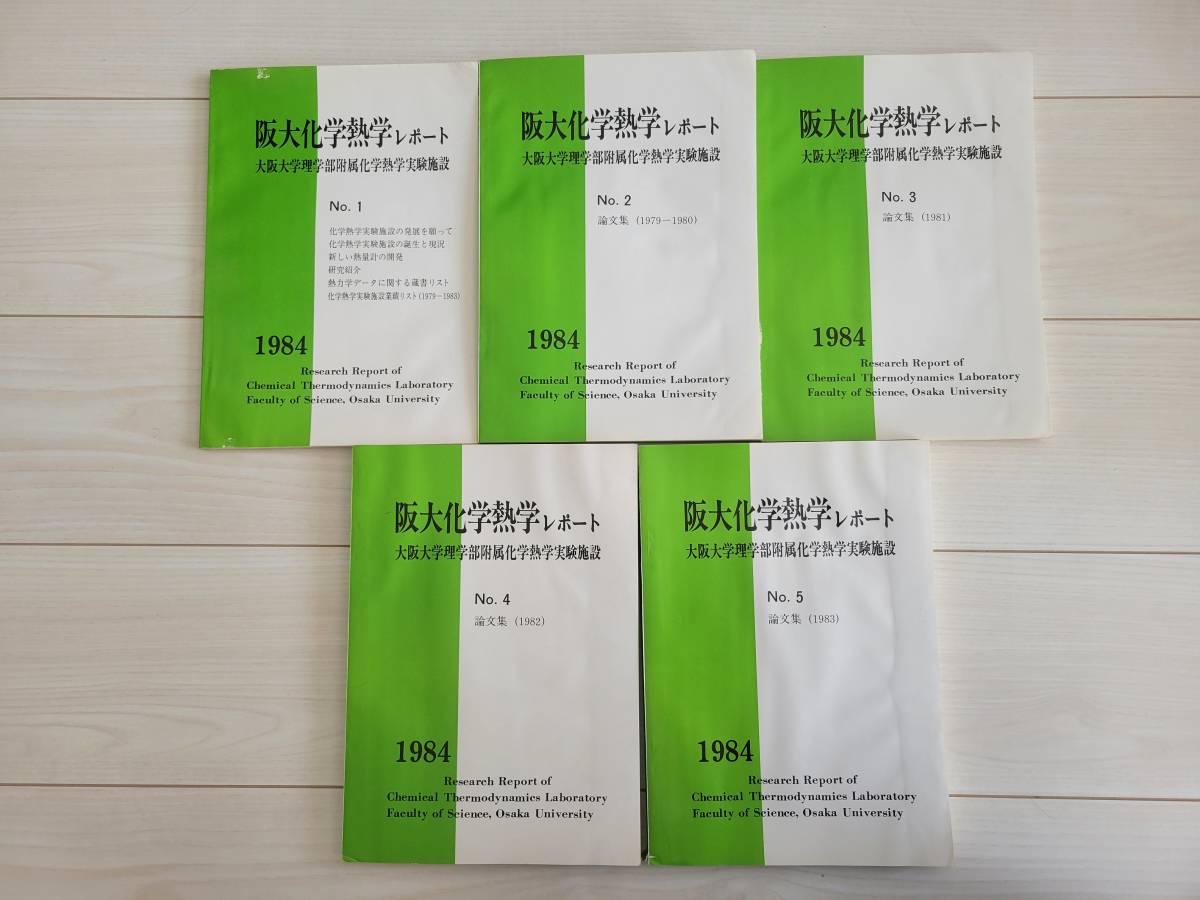 阪大化学熱学レポート
大阪大学理学部附属化学熱学実験施設
No. 1
化学熱学実験施設の発展を願って
化学熱学実験施設の誕生と現況
新しい熱量計の開発
研究紹介
熱力学データに関する蔵書リスト
化学熱学実験施設業績リスト(1979－1983)
1984
Research Report of
Chemical Thermodynamics Laboratory
Faculty of Science, Osaka University
阪大化学熱学レポート
大阪大学理学部附属化学熱学実験施設
No. 2
論文集 (1979－1980)
1984
Research Report of
Chemical Thermodynamics Laboratory
Faculty of Science, Osaka University
阪大化学熱学レポート
大阪大学理学部附属化学熱学実験施設
No. 3
論文集 (1981)
1984
Research Report of
Chemical Thermodynamics Laboratory
Faculty of Science, Osaka University
阪大化学熱学レポート
大阪大学理学部附属化学熱学実験施設
No. 4
論文集 (1982)
1984
Research Report of
Chemical Thermodynamics Laboratory
Faculty of Science, Osaka University
阪大化学熱学レポート
大阪大学理学部附属化学熱学実験施設
No. 5
論文集 (1983)
1984
Research Report of
Chemical Thermodynamics Laboratory
Faculty of Science, Osaka University